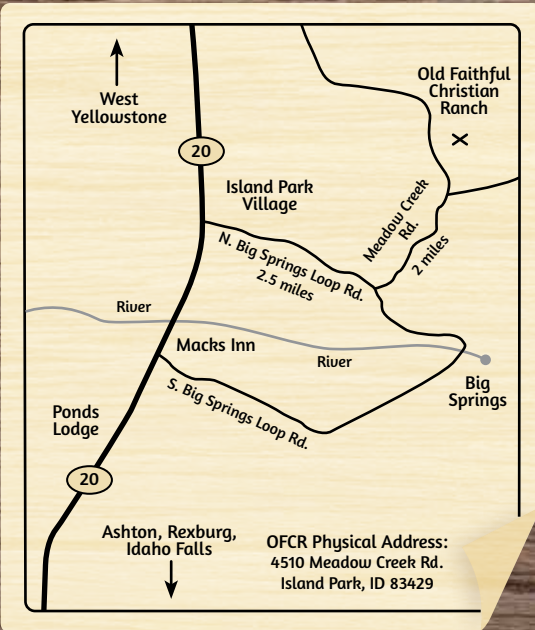 West
Yellowstone
Old Faithful
Christian
Ranch
20
Island Park
Village
Meadow Creek
Rd.
2 miles
N. Big Springs Loop Rd.
2.5 miles
River
Macks Inn
River
Big
Springs
S. Big Springs Loop Rd.
Ponds
Lodge
20
Ashton, Rexburg,
Idaho Falls
OFCR Physical Address:
4510 Meadow Creek Rd.
Island Park, ID 83429